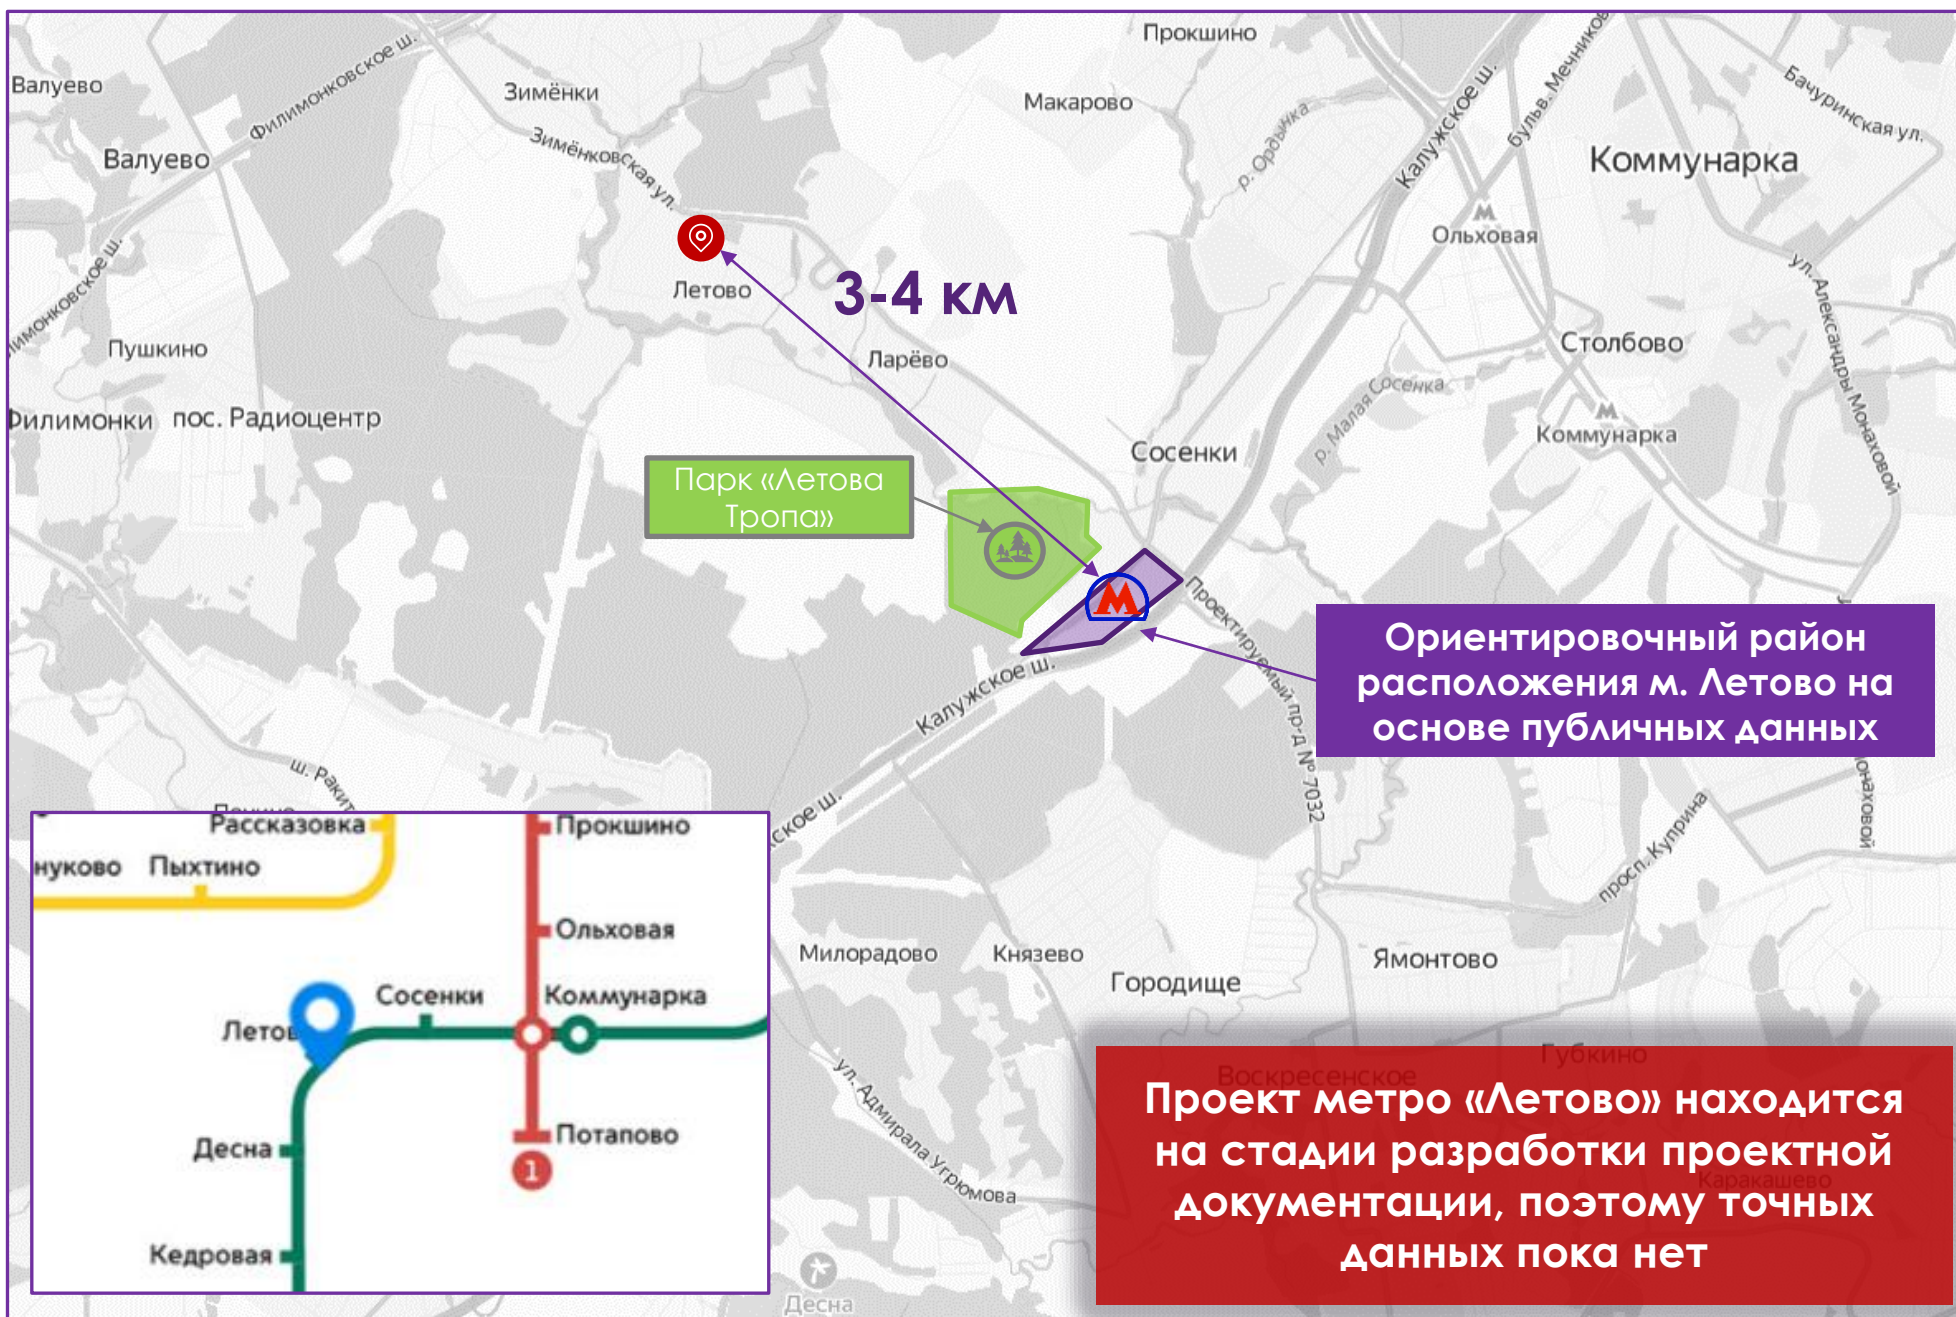 Прокшино
Валуево
Зимёнки
Макарово
Филимонковское ш.
Калужское ш.
бульв. Мечникова
Бачуринская ул.
Валуево
Зимёнковская ул.
р. Ордынка
Коммунарка
Ольховая
Летово
3-4 км
ул. Александры Монаховой
Пушкино
Ларёво
Столбово
р. Малая Сосенка
Филимонки
пос. Радиоцентр
Коммунарка
Сосенки
Парк «Летова
Тропа»
Проектируемый пр-д № 7032
Калужское ш.
Ориентировочный район
расположения м. Летово на
основе публичных данных
просп. Куприна
Рассказовка
Прокшино
Пыхтино
Ольховая
Сосенки
Коммунарка
Десна
Потапово
1
Кедровая
Милорадово
Князево
Городище
Ямонтово
ул. Адмирала Угрюмова
Десна
Губкино
Воскресенское
Каракашево
Проект метро «Летово» находится
на стадии разработки проектной
документации, поэтому точных
данных пока нет